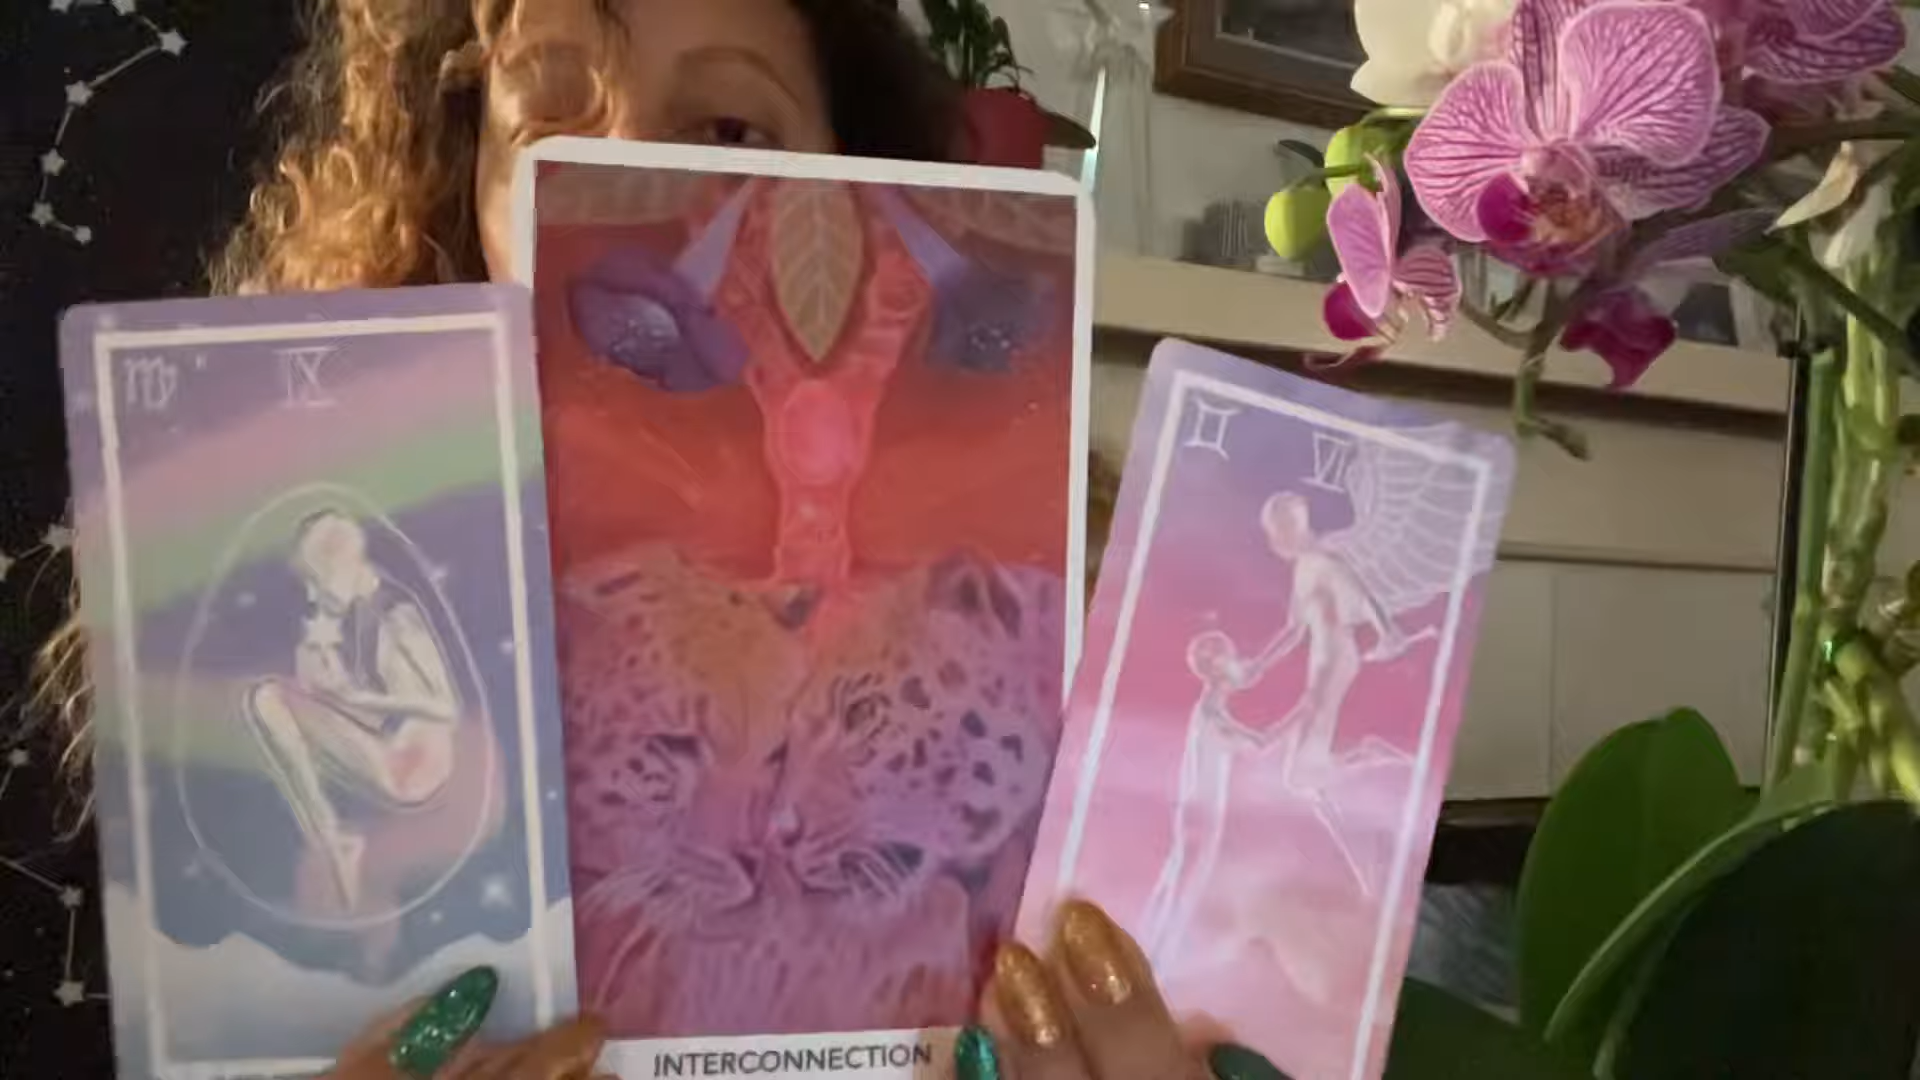 ♍ IX
♊ VI
INTERCONNECTION